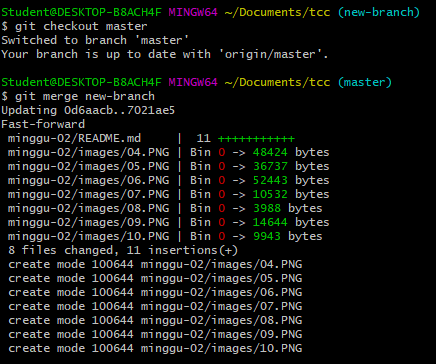 Student@DESKTOP-B8ACH4F MINGW64 ~/Documents/tcc (new-branch)
$ git checkout master
Switched to branch 'master'
Your branch is up to date with 'origin/master'.
Student@DESKTOP-B8ACH4F MINGW64 ~/Documents/tcc (master)
$ git merge new-branch
Updating 0d6aacb..7021ae5
Fast-forward
 minggu-02/README.md     |  11 +++++++++++
 minggu-02/images/04.PNG | Bin 0 -> 48424 bytes
 minggu-02/images/05.PNG | Bin 0 -> 36737 bytes
 minggu-02/images/06.PNG | Bin 0 -> 52443 bytes
 minggu-02/images/07.PNG | Bin 0 -> 10532 bytes
 minggu-02/images/08.PNG | Bin 0 -> 3988 bytes
 minggu-02/images/09.PNG | Bin 0 -> 14644 bytes
 minggu-02/images/10.PNG | Bin 0 -> 9943 bytes
 8 files changed, 11 insertions(+)
 create mode 100644 minggu-02/images/04.PNG
 create mode 100644 minggu-02/images/05.PNG
 create mode 100644 minggu-02/images/06.PNG
 create mode 100644 minggu-02/images/07.PNG
 create mode 100644 minggu-02/images/08.PNG
 create mode 100644 minggu-02/images/09.PNG
 create mode 100644 minggu-02/images/10.PNG